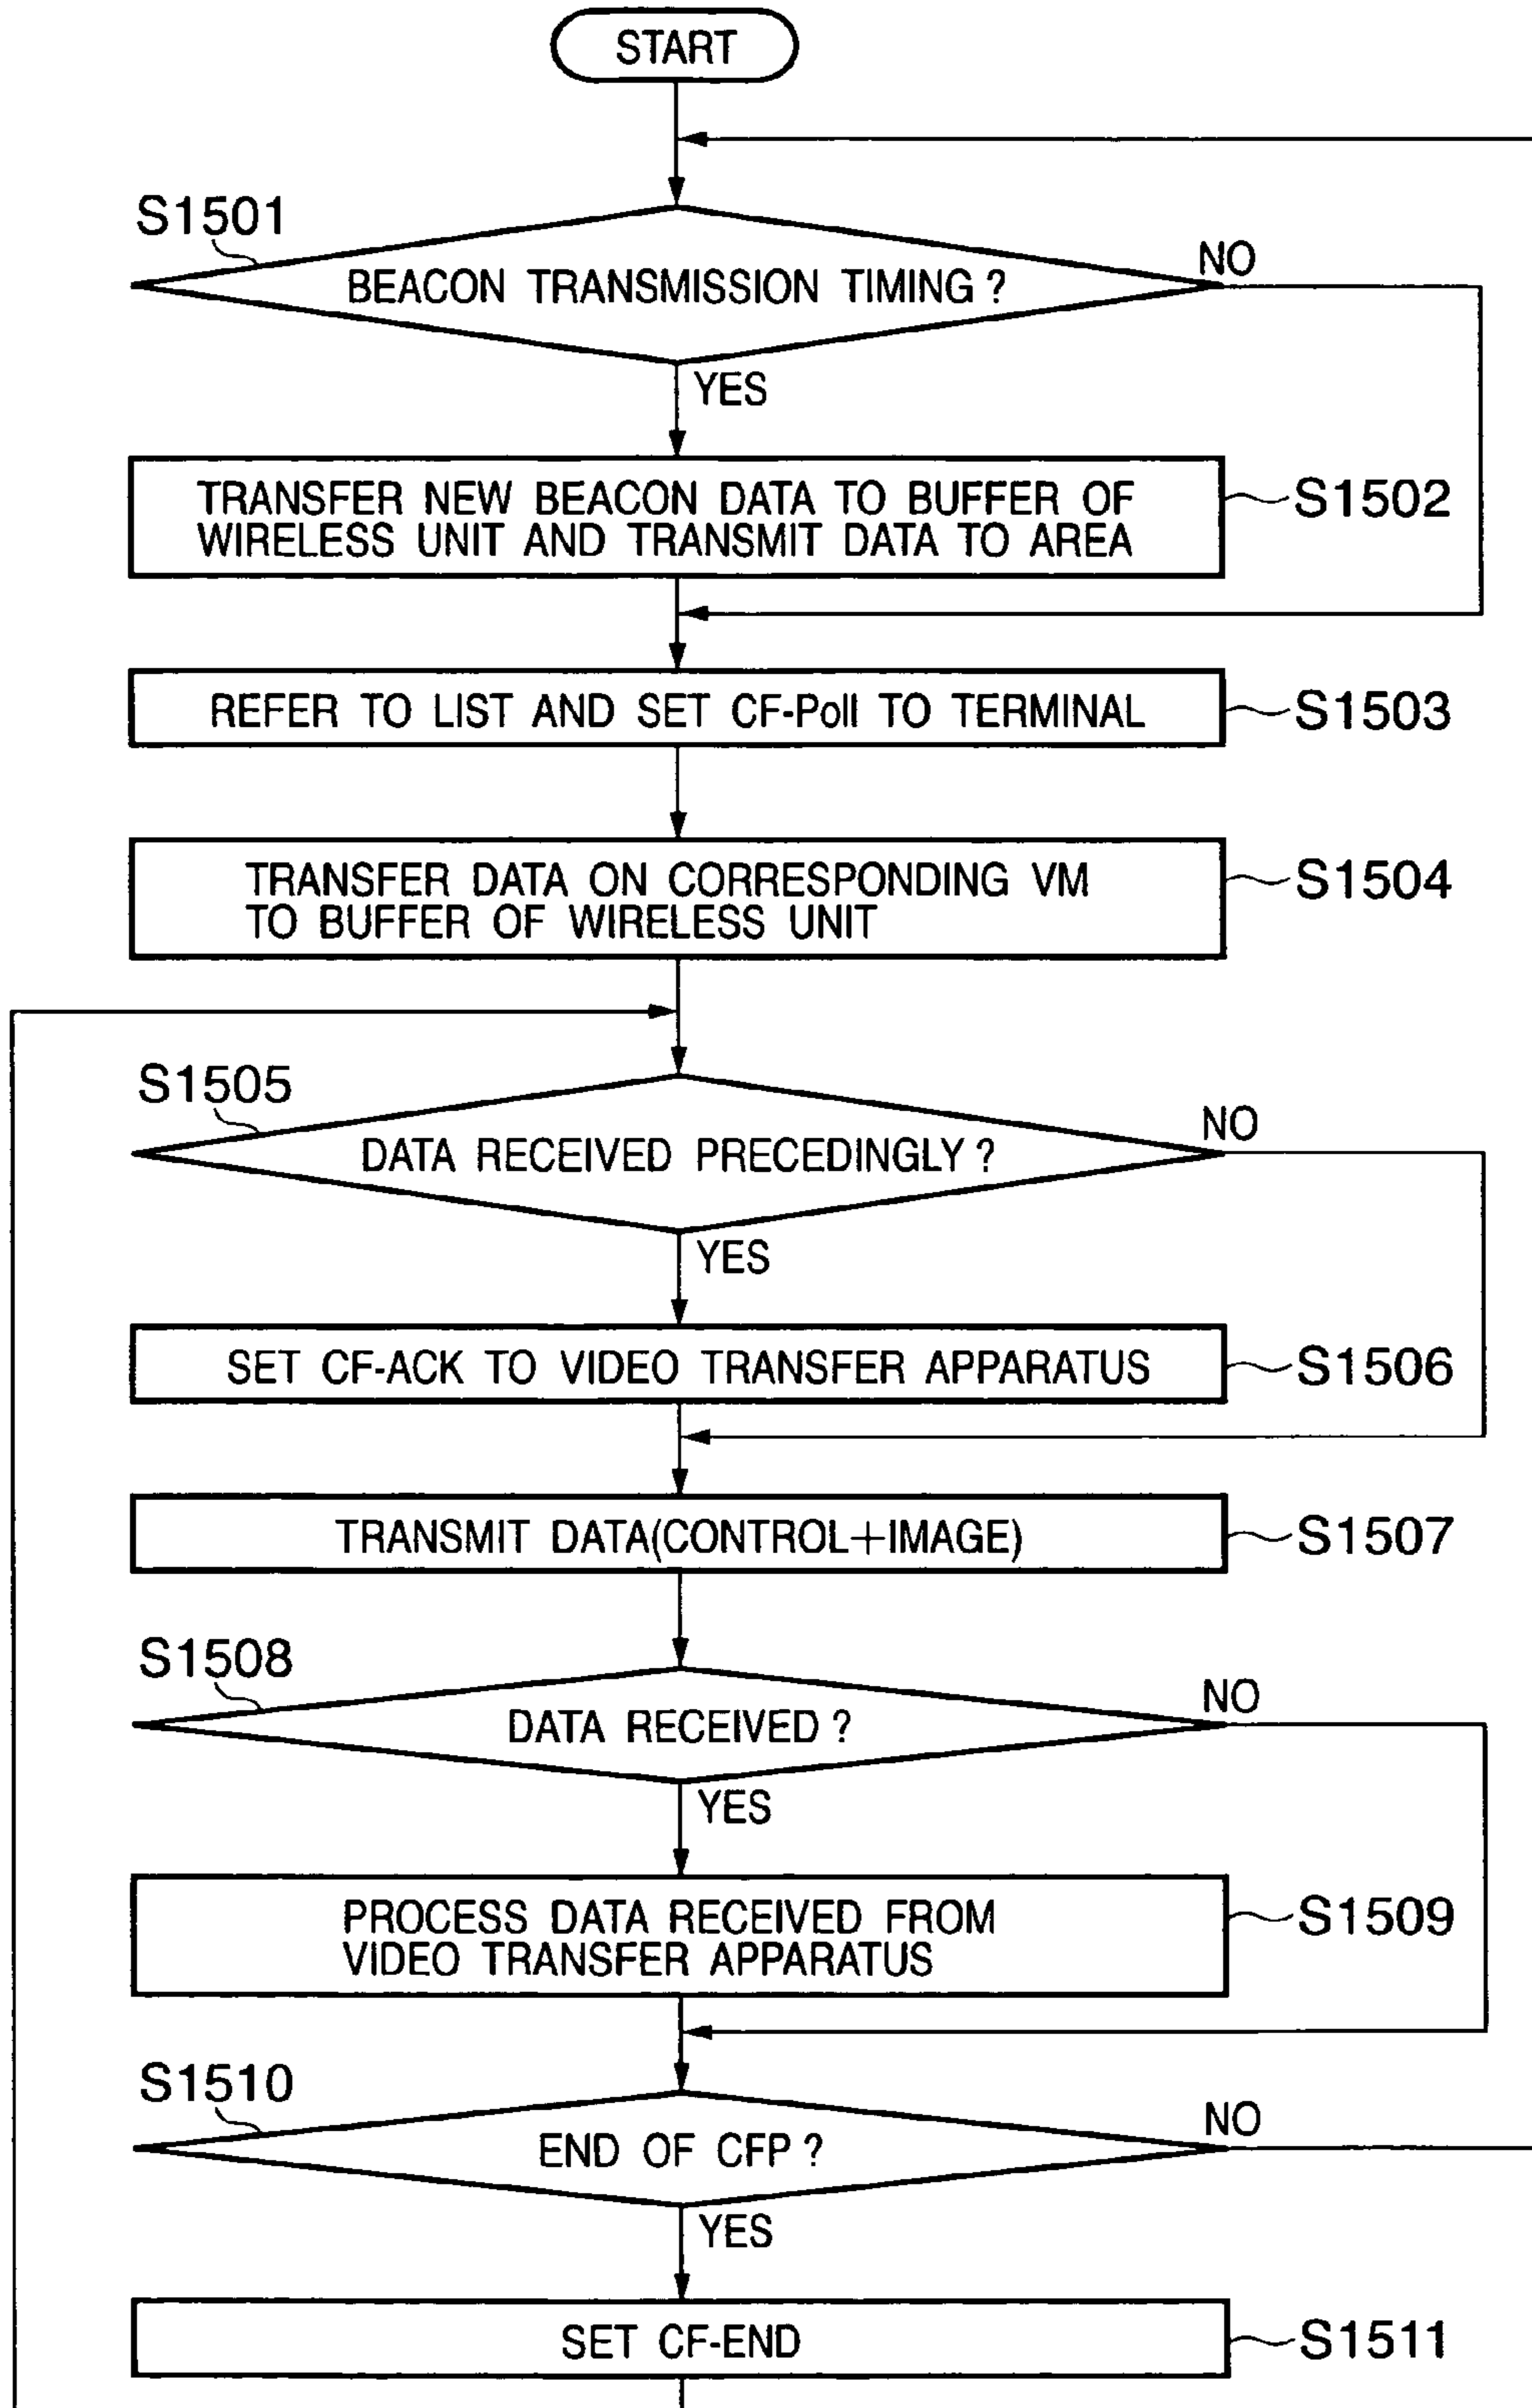 START
S1501
BEACON TRANSMISSION TIMING ?
NO
YES
TRANSFER NEW BEACON DATA TO BUFFER OF
WIRELESS UNIT AND TRANSMIT DATA TO AREA
S1502
REFER TO LIST AND SET CF-Poll TO TERMINAL
S1503
TRANSFER DATA ON CORRESPONDING VM
TO BUFFER OF WIRELESS UNIT
S1504
S1505
DATA RECEIVED PRECEDINGLY ?
NO
YES
SET CF-ACK TO VIDEO TRANSFER APPARATUS
S1506
TRANSMIT DATA(CONTROL+IMAGE)
S1507
S1508
DATA RECEIVED ?
NO
YES
PROCESS DATA RECEIVED FROM
VIDEO TRANSFER APPARATUS
S1509
S1510
END OF CFP ?
NO
YES
SET CF-END
S1511